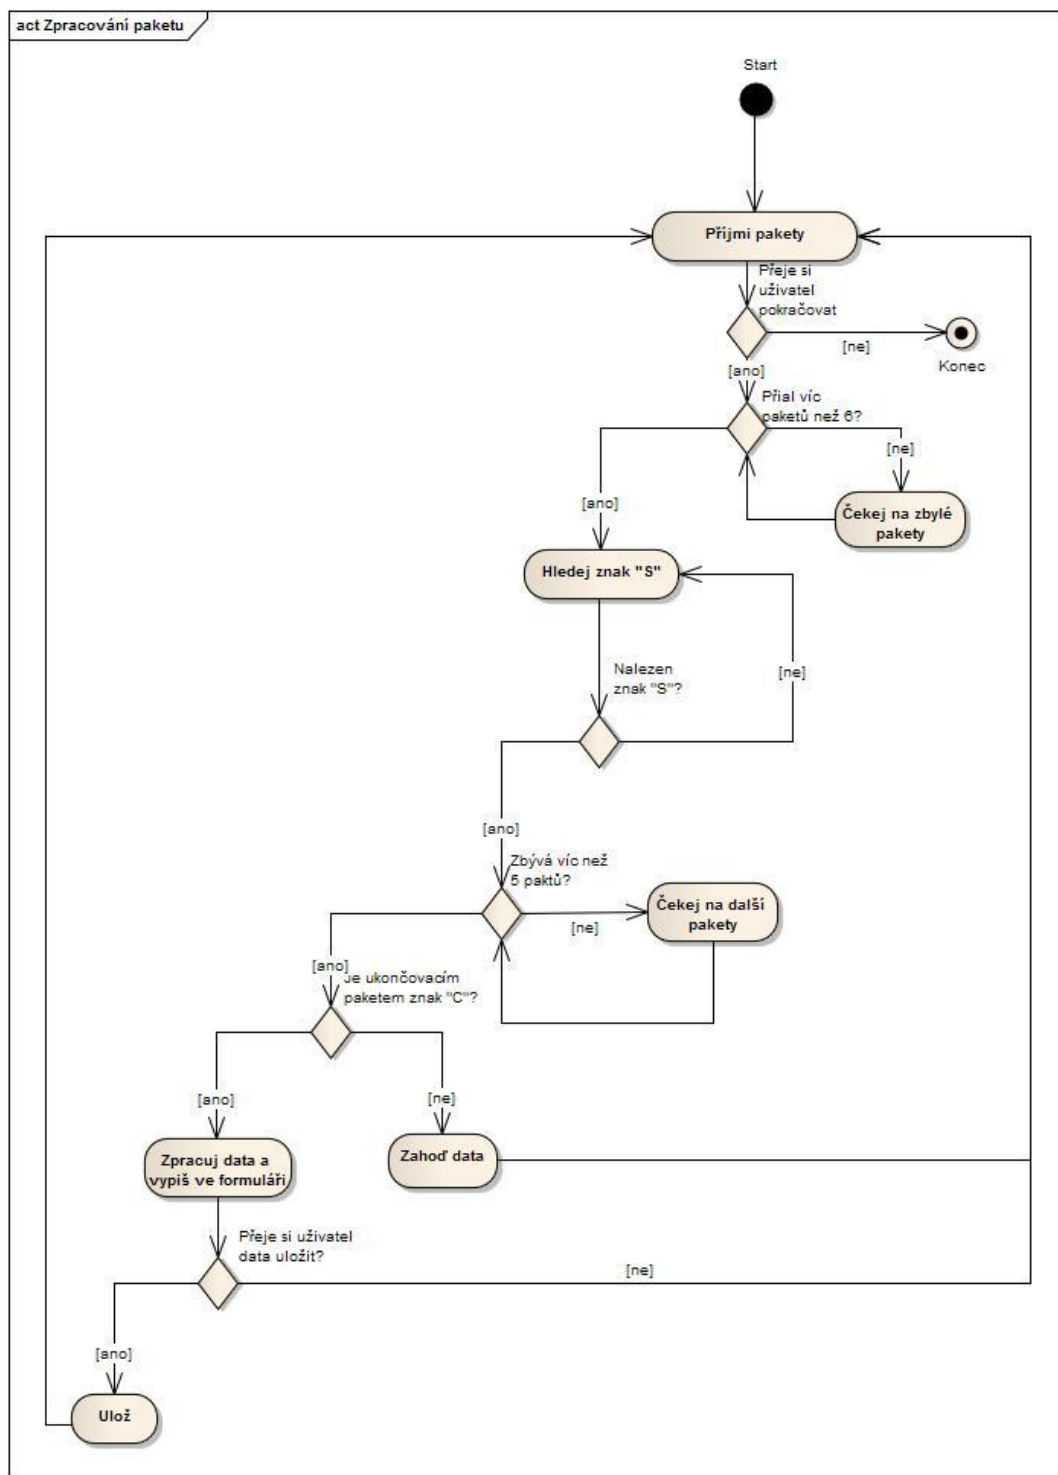 act Zpracování paketu
Start
Příjmi pakety
Přeje si
uživatel
pokračovat
[ne]
Konec
[ano]
Přial víc
paketů než 6?
[ne]
[ano]
Čekej na zbylé
pakety
Hledej znak "S"
Nalezen
znak "S"?
[ne]
[ano]
Zbývá víc než
5 paktů?
Čekej na další
pakety
[ne]
[ano]
Je ukončovacím
paketem znak "C"?
[ano]
[ne]
Zpracuj data a
vypiš ve formuláři
Zahoď data
Přeje si uživatel
data uložit?
[ne]
[ano]
Ulož